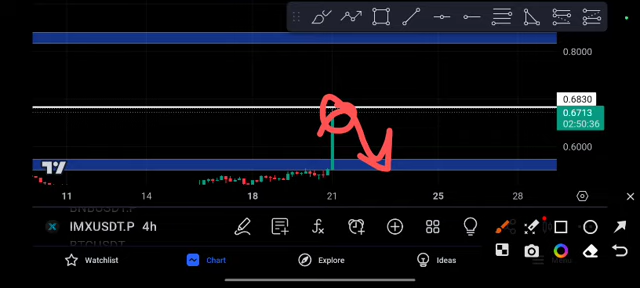 0.8000
0.6830
0.6713
02:50:36
0.6000
11 14 18 21 25 28
BNBUSDT.P
IMXUSDT.P 4h
BTCUSDT.P
Watchlist Chart Explore Ideas